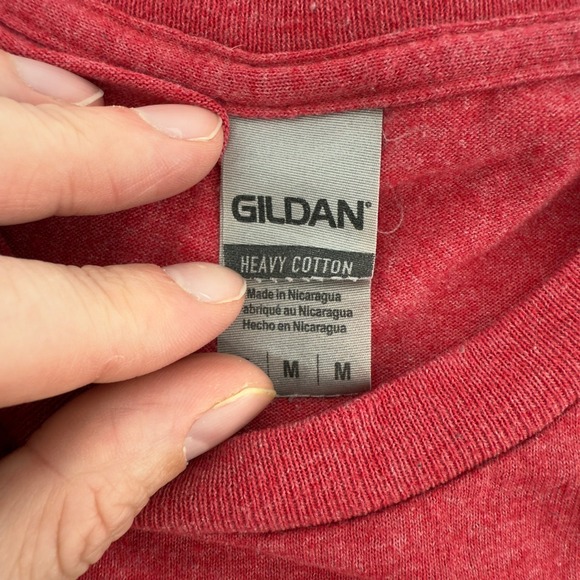 GILDAN®
HEAVY COTTON
Made in Nicaragua
abriqué au Nicaragua
Hecho en Nicaragua
M | M